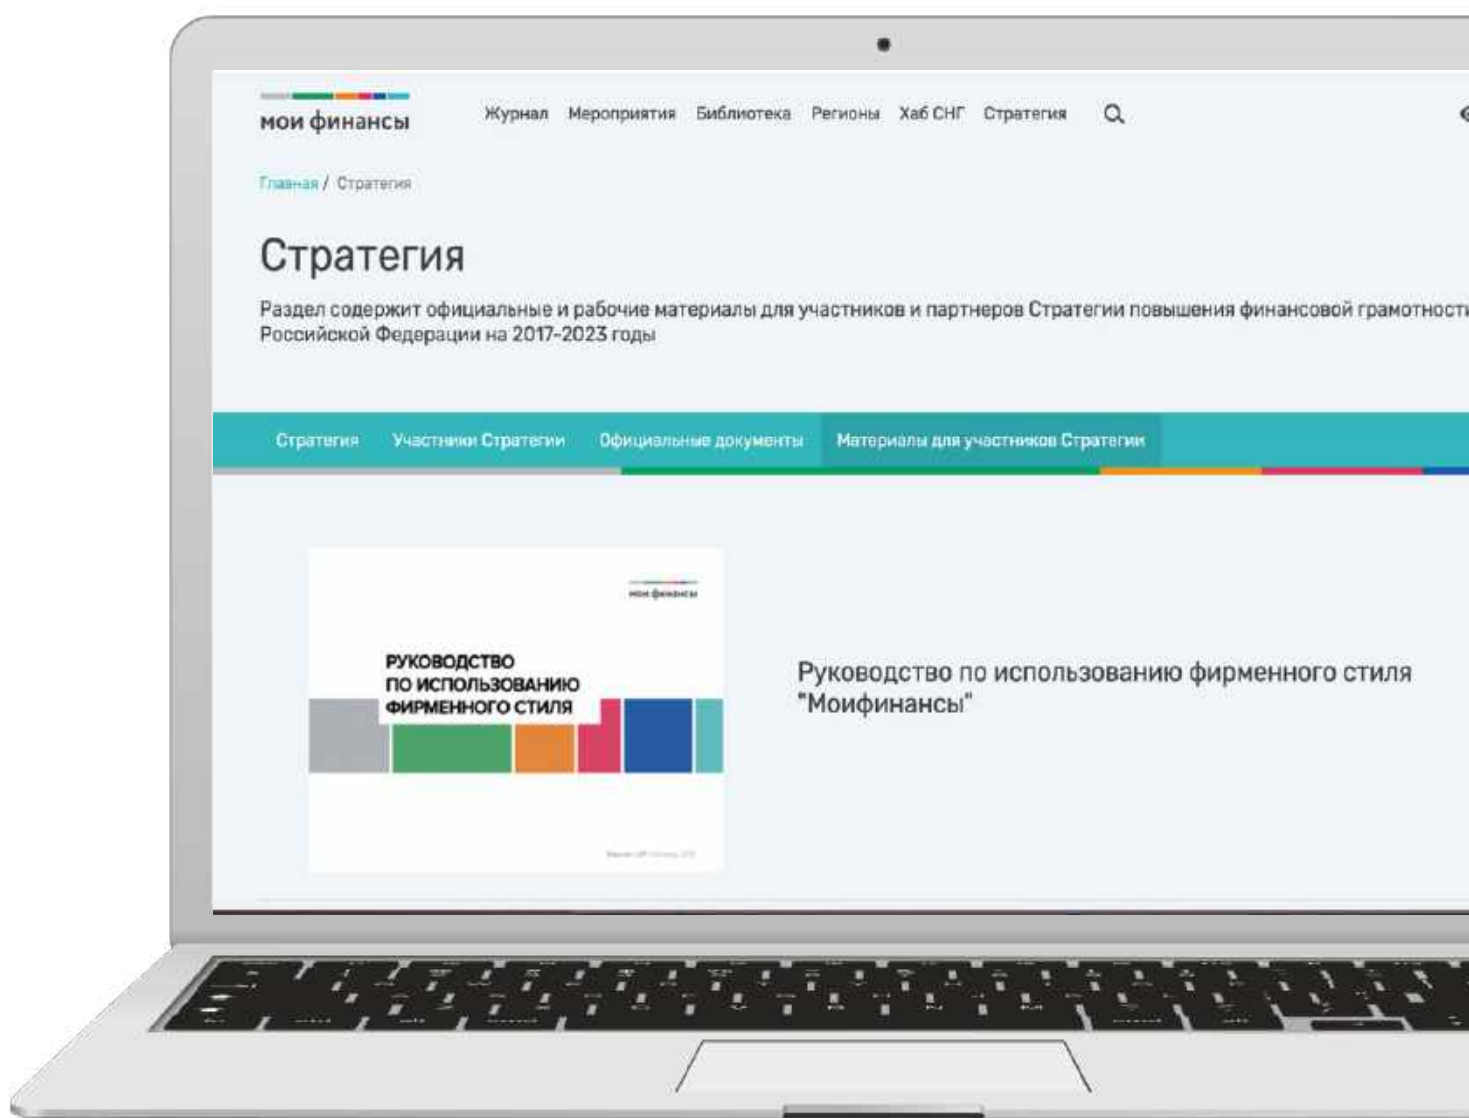 мои финансы
Журнал Мероприятия Библиотека Регионы Хаб СНГ Стратегия
Главная / Стратегия
Стратегия
Раздел содержит официальные и рабочие материалы для участников и партнеров Стратегии повышения финансовой грамотности
Российской Федерации на 2017-2023 годы
Стратегия Участники Стратегии Официальные документы Материалы для участников Стратегии
мои финансы
РУКОВОДСТВО
ПО ИСПОЛЬЗОВАНИЮ
ФИРМЕННОГО СТИЛЯ
Руководство по использованию фирменного стиля
"Моифинансы"